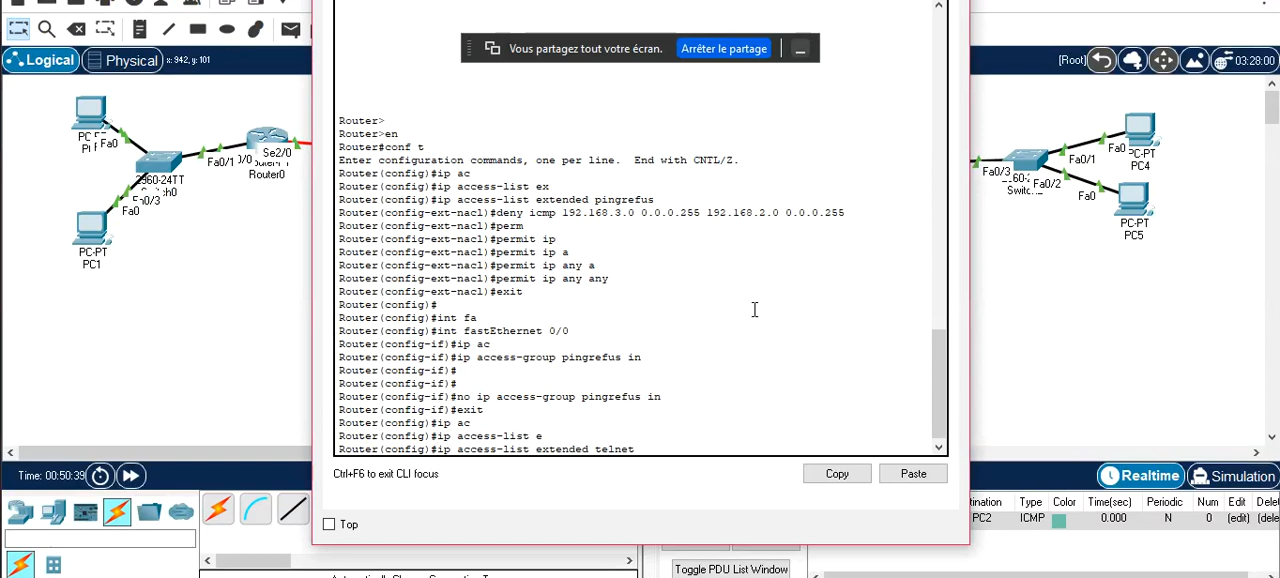 Vous partagez tout votre écran. Arrêter le partage
Logical Physical x: 942, y: 101
[Root] 03:28:00
Router>
Router>en
Router#conf t
Enter configuration commands, one per line. End with CNTL/Z.
Router(config)#ip ac
Router(config)#ip access-list ex
Router(config)#ip access-list extended pingrefus
Router(config-ext-nacl)#deny icmp 192.168.3.0 0.0.0.255 192.168.2.0 0.0.0.255
Router(config-ext-nacl)#perm
Router(config-ext-nacl)#permit ip
Router(config-ext-nacl)#permit ip a
Router(config-ext-nacl)#permit ip any a
Router(config-ext-nacl)#permit ip any any
Router(config-ext-nacl)#exit
Router(config)#
Router(config)#int fa
Router(config)#int fastEthernet 0/0
Router(config-if)#ip ac
Router(config-if)#ip access-group pingrefus in
Router(config-if)#
Router(config-if)#
Router(config-if)#no ip access-group pingrefus in
Router(config-if)#exit
Router(config)#ip ac
Router(config)#ip access-list e
Router(config)#ip access-list extended telnet
Ctrl+F6 to exit CLI focus
Copy
Paste
Top
Fa0
Fa0/1
Se2/0
Router0
2960-24TT
Fa0/3
Fa0
PC-PT
PC1
Fa0/1
Fa0
PC-PT
PC4
Fa0/3
Fa0/2
Fa0
PC-PT
PC5
Time: 00:50:39
Realtime Simulation
Type Color Time(sec) Periodic Num Edit
PC2 ICMP 0.000 N 0 (edit)
Toggle PDU List Window